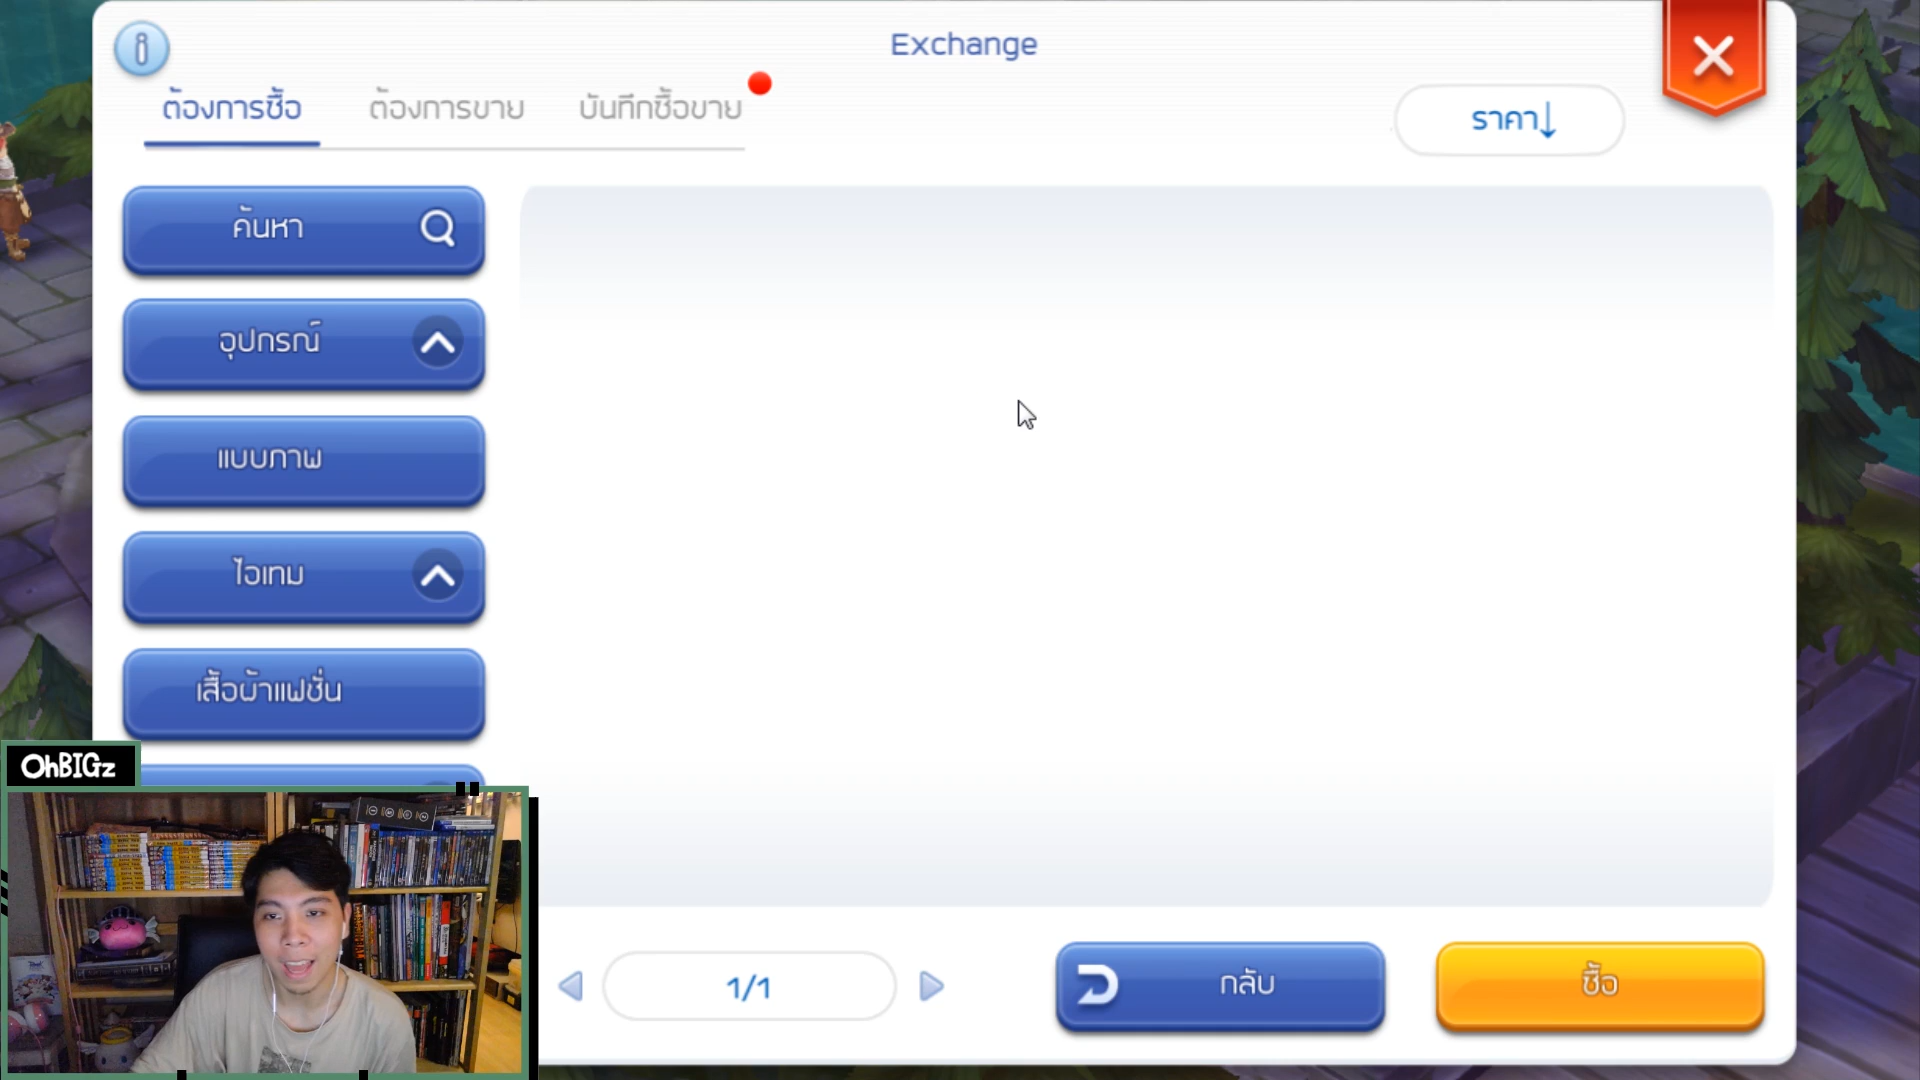 Exchange
ต้องการซื้อ
ต้องการขาย
บันทึกซื้อขาย
ราคา↓
ค้นหา
อุปกรณ์
แบบภาพ
ไอเทม
เสื้อผ้าแฟชั่น
OhBIGz
1/1
กลับ
ซื้อ